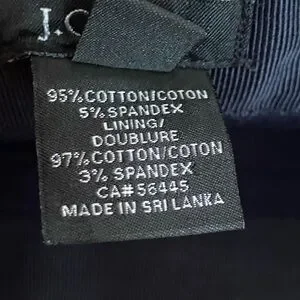 J.C
95%COTTON/COTON
5% SPANDEX
LINING/
DOUBLURE
97%COTTON/COTON
3% SPANDEX
CA#56445
MADE IN SRI LANKA